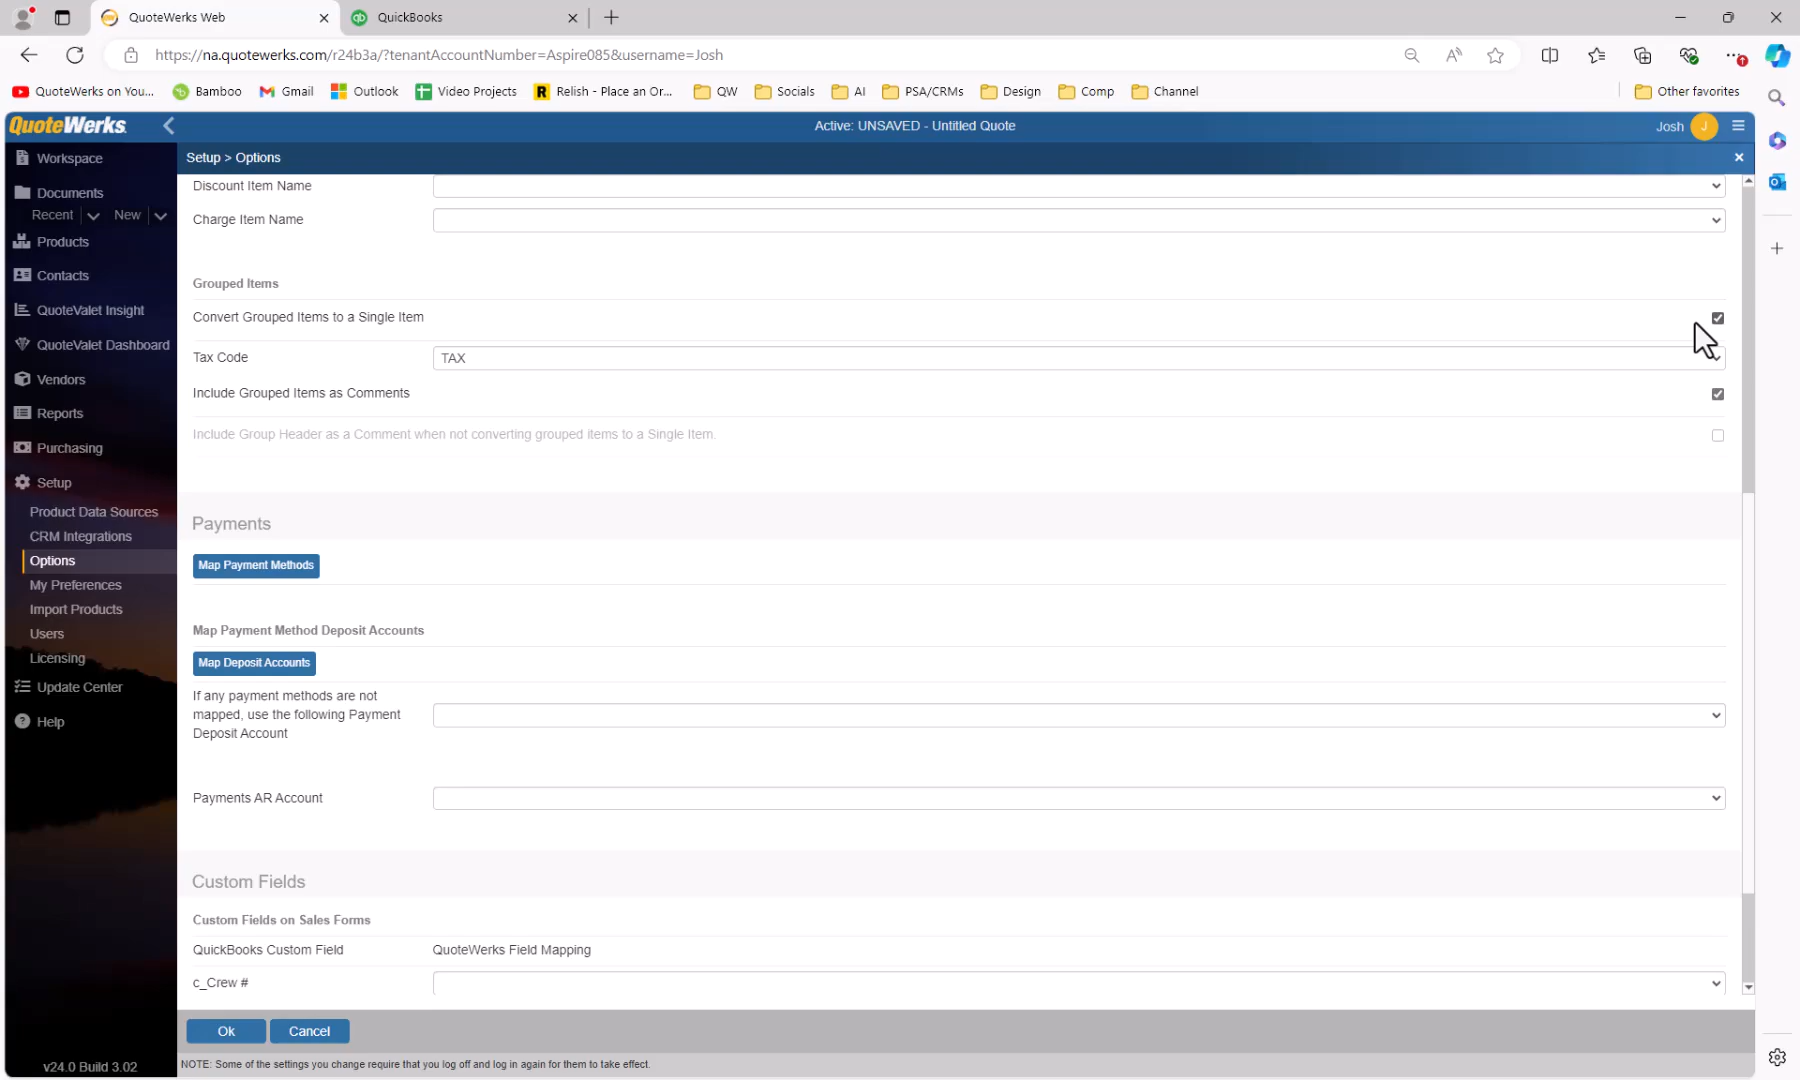 QuoteWerks Web
QuickBooks
https://na.quotewerks.com/r24b3a/?tenantAccountNumber=Aspire085&username=Josh
QuoteWerks on You... Bamboo Gmail Outlook Video Projects Relish - Place an Or... QW Socials AI PSA/CRMs Design Comp Channel Other favorites
QuoteWerks Active: UNSAVED - Untitled Quote Josh J
Setup > Options
Workspace
Documents
Recent New
Products
Contacts
QuoteValet Insight
QuoteValet Dashboard
Vendors
Reports
Purchasing
Setup
Product Data Sources
CRM Integrations
Options
My Preferences
Import Products
Users
Licensing
Update Center
Help
v24.0 Build 3.02
Discount Item Name
Charge Item Name
Grouped Items
Convert Grouped Items to a Single Item
Tax Code TAX
Include Grouped Items as Comments
Include Group Header as a Comment when not converting grouped items to a Single Item.
Payments
Map Payment Methods
Map Payment Method Deposit Accounts
Map Deposit Accounts
If any payment methods are not
mapped, use the following Payment
Deposit Account
Payments AR Account
Custom Fields
Custom Fields on Sales Forms
QuickBooks Custom Field QuoteWerks Field Mapping
c_Crew #
Ok Cancel
NOTE: Some of the settings you change require that you log off and log in again for them to take effect.